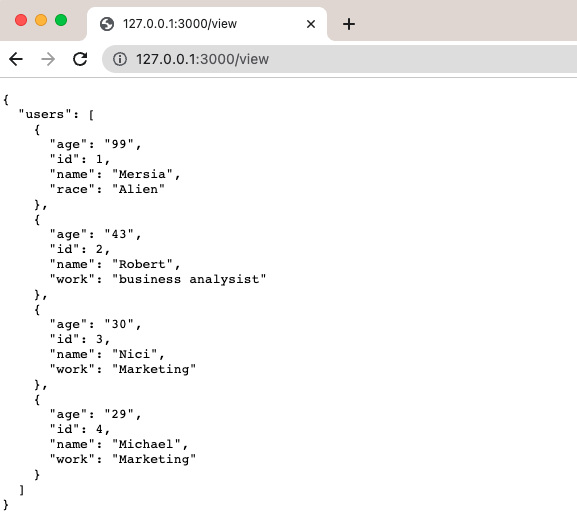 127.0.0.1:3000/view
127.0.0.1:3000/view
{
  "users": [
    {
      "age": "99",
      "id": 1,
      "name": "Mersia",
      "race": "Alien"
    },
    {
      "age": "43",
      "id": 2,
      "name": "Robert",
      "work": "business analysist"
    },
    {
      "age": "30",
      "id": 3,
      "name": "Nici",
      "work": "Marketing"
    },
    {
      "age": "29",
      "id": 4,
      "name": "Michael",
      "work": "Marketing"
    }
  ]
}